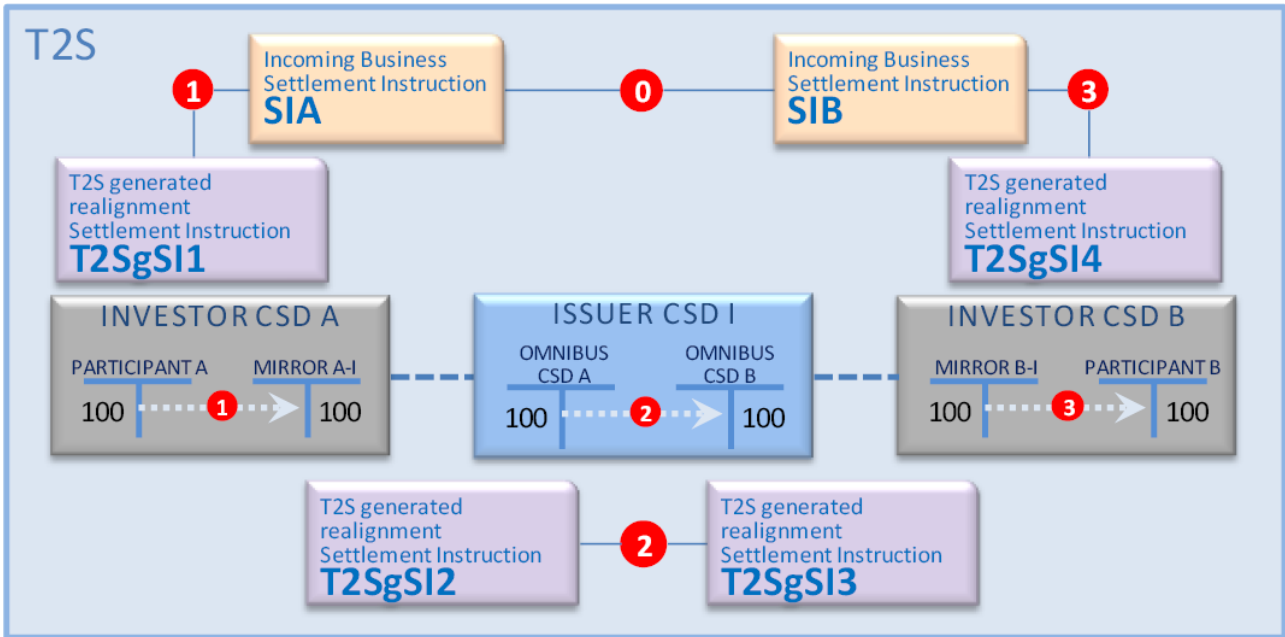 T2S
Incoming Business
Settlement Instruction
SIA
Incoming Business
Settlement Instruction
SIB
1
0
3
T2S generated
realignment
Settlement Instruction
T2SgSI1
T2S generated
realignment
Settlement Instruction
T2SgSI4
INVESTOR CSD A
PARTICIPANT A
MIRROR A-I
100
1
100
ISSUER CSD I
OMNIBUS
CSD A
OMNIBUS
CSD B
100
2
100
INVESTOR CSD B
MIRROR B-I
PARTICIPANT B
100
3
100
T2S generated
realignment
Settlement Instruction
T2SgSI2
2
T2S generated
realignment
Settlement Instruction
T2SgSI3